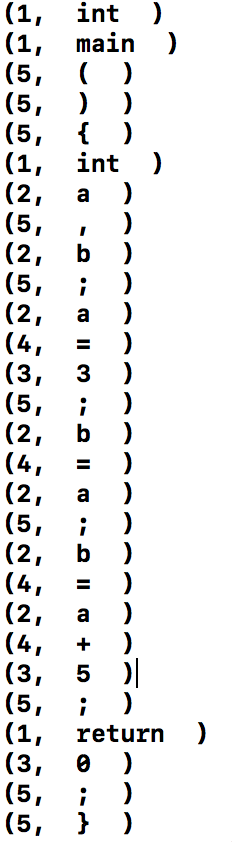 (1,  int  )
(1,  main  )
(5,  (  )
(5,  )  )
(5,  {  )
(1,  int  )
(2,  a  )
(5,  ,  )
(2,  b  )
(5,  ;  )
(2,  a  )
(4,  =  )
(3,  3  )
(5,  ;  )
(2,  b  )
(4,  =  )
(2,  a  )
(5,  ;  )
(2,  b  )
(4,  =  )
(2,  a  )
(4,  +  )
(3,  5  )
(5,  ;  )
(1,  return  )
(3,  0  )
(5,  ;  )
(5,  }  )